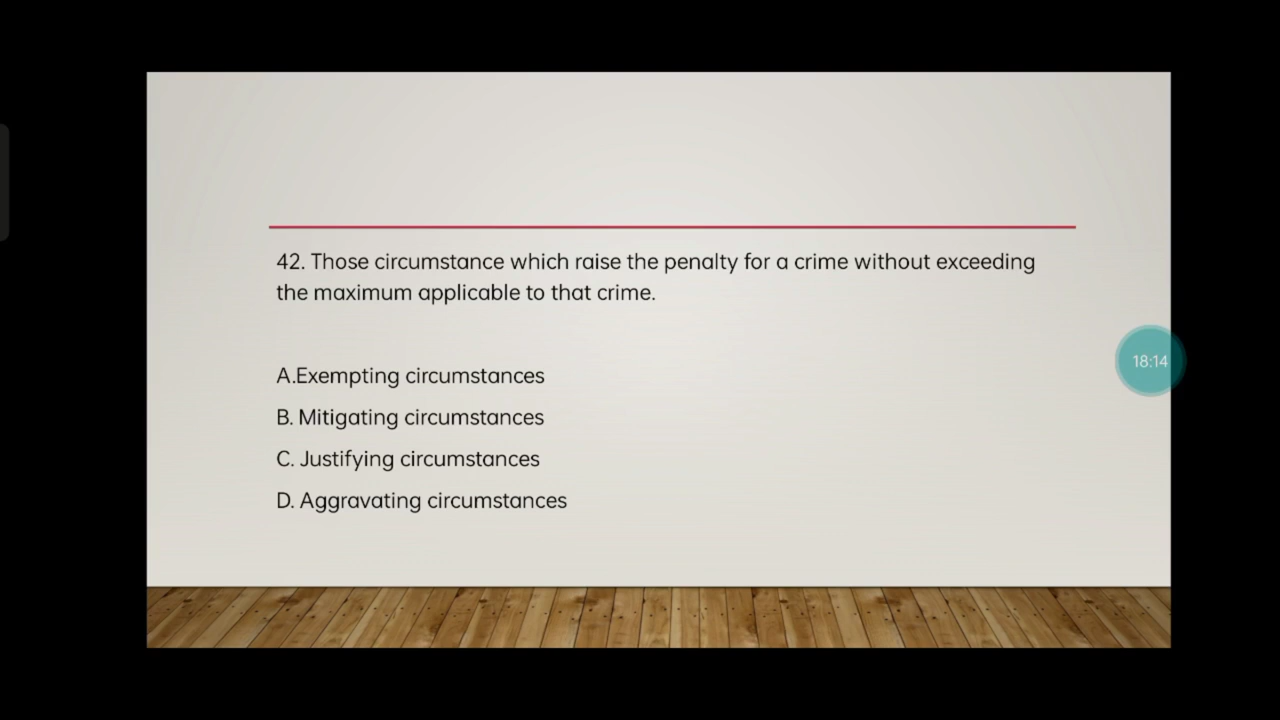 42. Those circumstance which raise the penalty for a crime without exceeding
the maximum applicable to that crime.
A.Exempting circumstances
B. Mitigating circumstances
C. Justifying circumstances
D. Aggravating circumstances
18:14